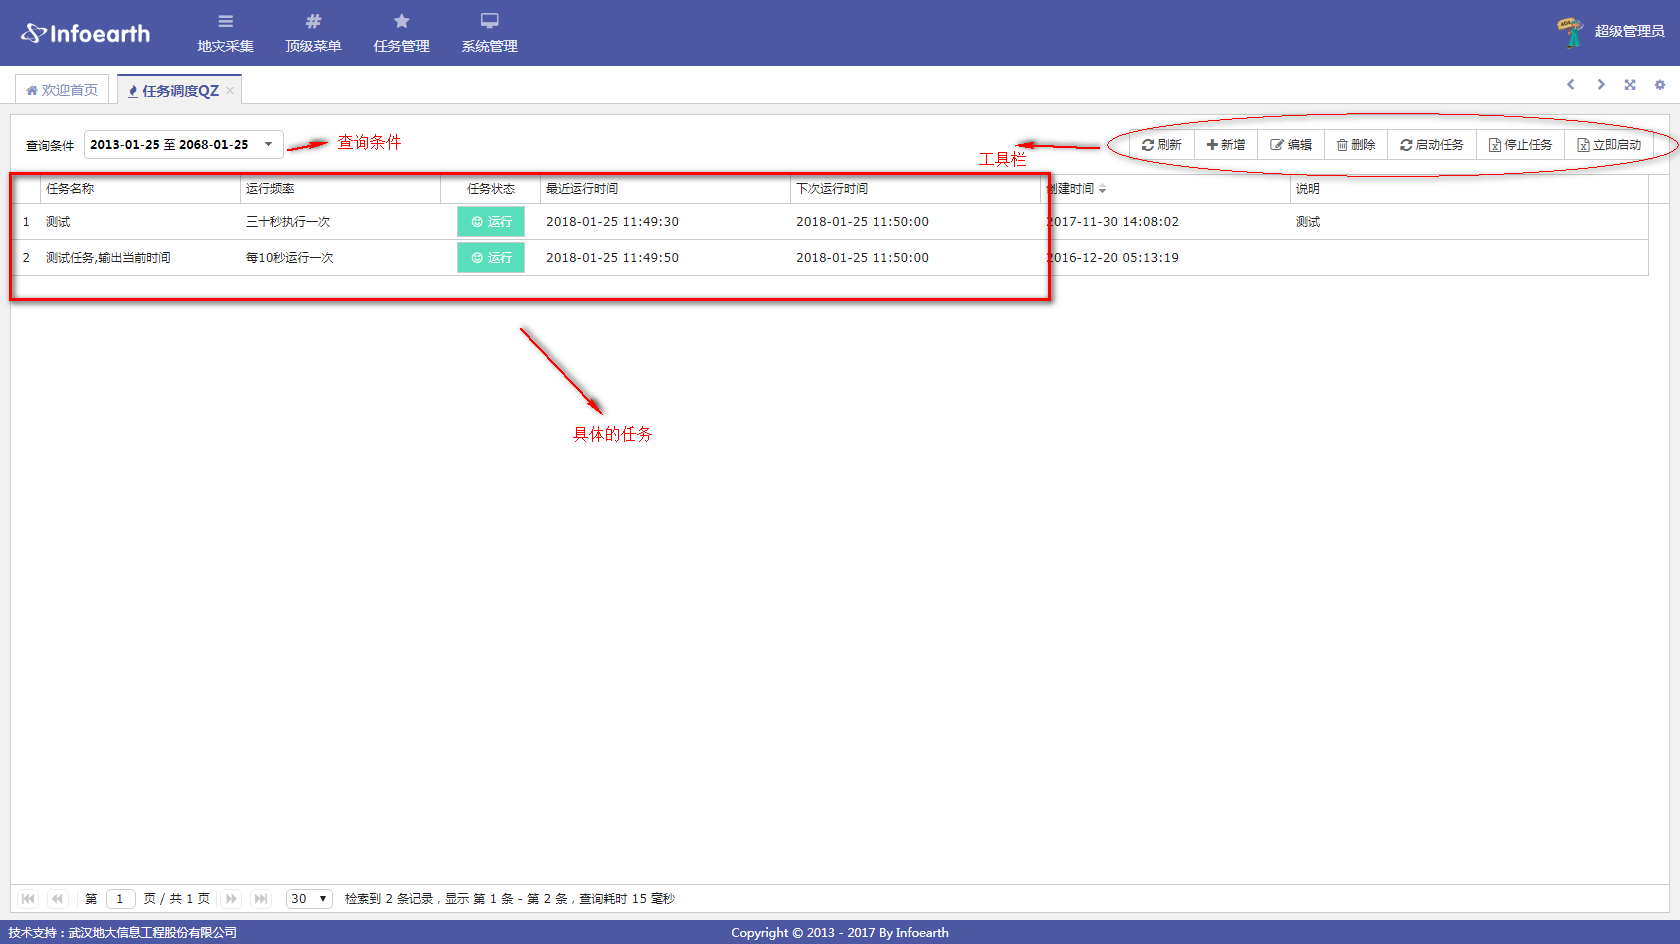 Infoearth
地灾采集 顶级菜单 任务管理 系统管理
超级管理员
欢迎首页 任务调度QZ
查询条件 2013-01-25 至 2068-01-25 查询条件
工具栏
刷新 新增 编辑 删除 启动任务 停止任务 立即启动
任务名称 运行频率 任务状态 最近运行时间 下次运行时间 创建时间 说明
1 测试 三十秒执行一次 运行 2018-01-25 11:49:30 2018-01-25 11:50:00 2017-11-30 14:08:02 测试
2 测试任务,输出当前时间 每10秒运行一次 运行 2018-01-25 11:49:50 2018-01-25 11:50:00 2016-12-20 05:13:19
具体的任务
第 1 页 / 共 1 页 30 检索到 2 条记录，显示 第 1 条 - 第 2 条，查询耗时 15 毫秒
技术支持：武汉地大信息工程股份有限公司
Copyright © 2013 - 2017 By Infoearth